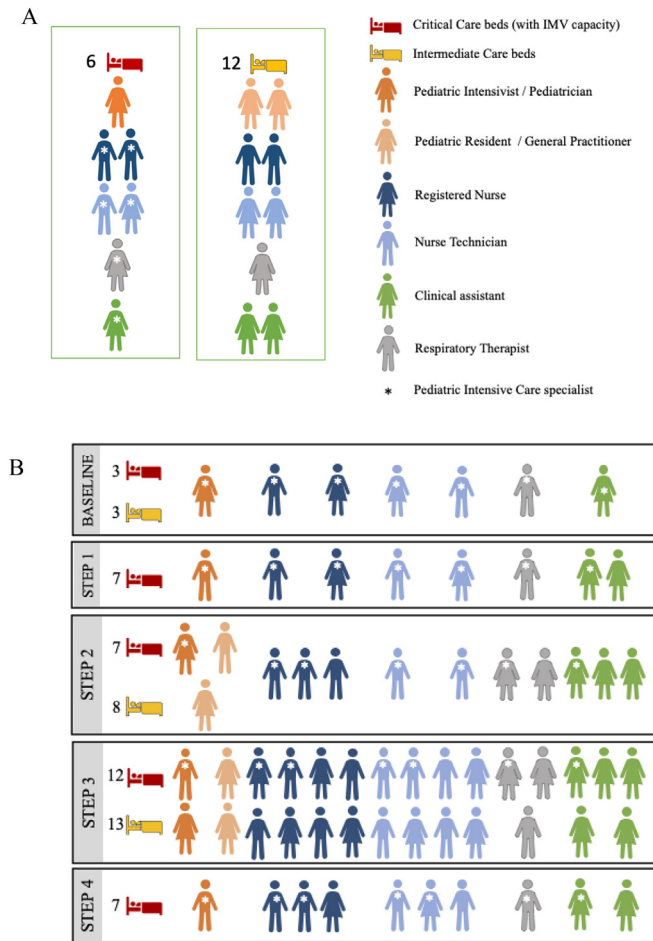 A
6
12
Critical Care beds (with IMV capacity)
Intermediate Care beds
Pediatric Intensivist / Pediatrician
Pediatric Resident / General Practitioner
Registered Nurse
Nurse Technician
Clinical assistant
Respiratory Therapist
* Pediatric Intensive Care specialist
B
BASELINE
3
3
STEP 1
7
STEP 2
7
8
STEP 3
12
13
STEP 4
7